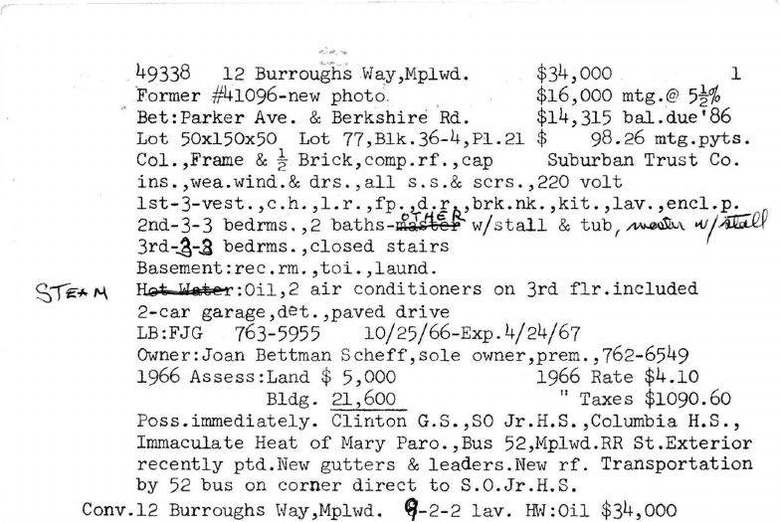 49338 12 Burroughs Way,Mplwd. $34,000 1
Former #41096-new photo. $16,000 mtg.@ 5½%
Bet:Parker Ave. & Berkshire Rd. $14,315 bal.due'86
Lot 50x150x50 Lot 77,Blk.36-4,Pl.21 $ 98.26 mtg.pyts.
Col.,Frame & ½ Brick,comp.rf.,cap Suburban Trust Co.
ins.,wea.wind.& drs.,all s.s.& scrs.,220 volt
1st-3-vest.,c.h.,l.r.,fp.,d.r.,brk.nk.,kit.,lav.,encl.p.
2nd-3-3 bedrms.,2 baths-master OTHER w/stall & tub, master w/stall
3rd-3-3 bedrms.,closed stairs
Basement:rec.rm.,toi.,laund.
STEAM Hot Water:Oil,2 air conditioners on 3rd flr.included
2-car garage,det.,paved drive
LB:FJG 763-5955 10/25/66-Exp.4/24/67
Owner:Joan Bettman Scheff,sole owner,prem.,762-6549
1966 Assess:Land $ 5,000 1966 Rate $4.10
Bldg. 21,600 " Taxes $1090.60
Poss.immediately. Clinton G.S.,SO Jr.H.S.,Columbia H.S.,
Immaculate Heat of Mary Paro.,Bus 52,Mplwd.RR St.Exterior
recently ptd.New gutters & leaders.New rf. Transportation
by 52 bus on corner direct to S.O.Jr.H.S.
Conv.12 Burroughs Way,Mplwd. 9-2-2 lav. HW:Oil $34,000